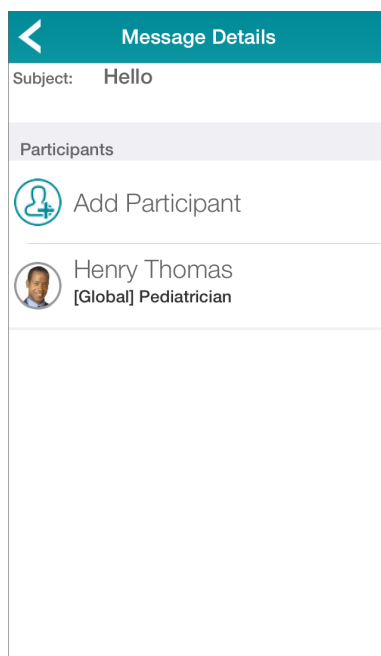 Message Details
Subject: Hello
Participants
Add Participant
Henry Thomas
[Global] Pediatrician